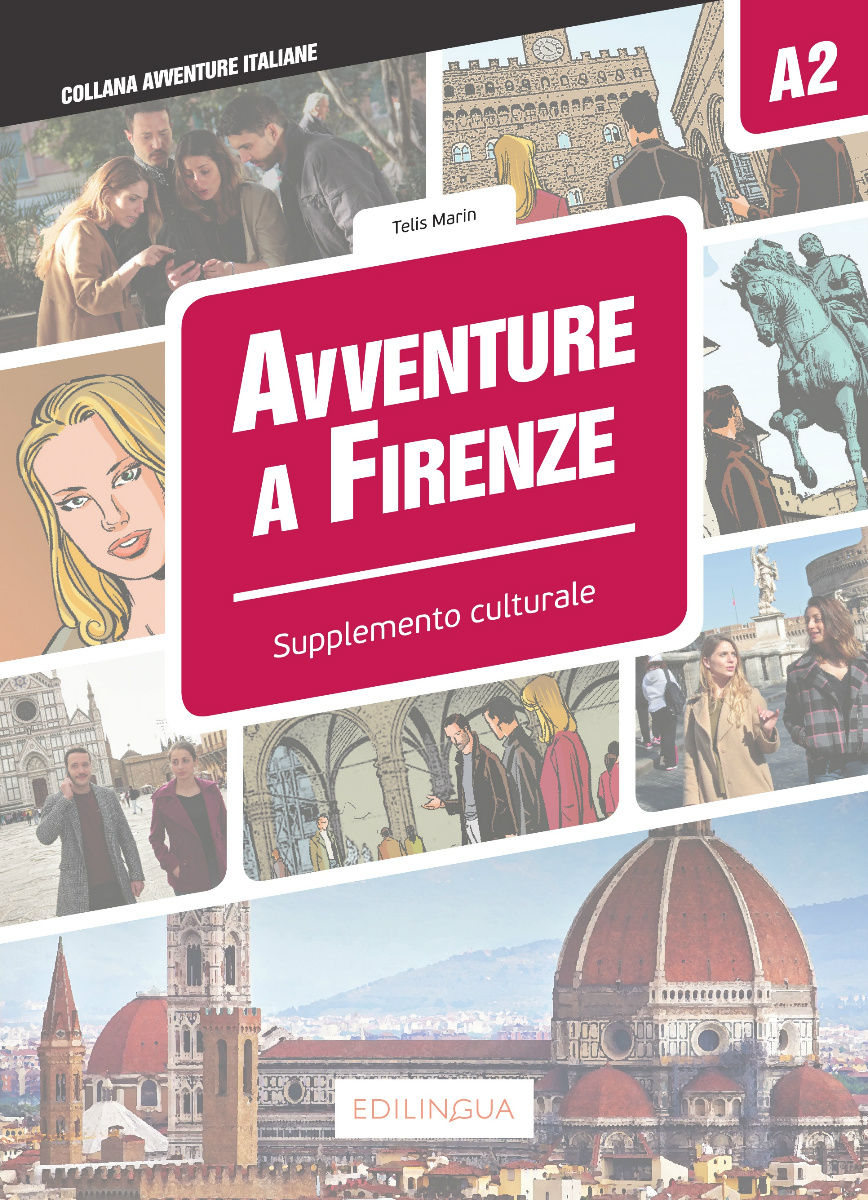 COLLANA AVVENTURE ITALIANE
A2
Telis Marin
AVVENTURE
A FIRENZE
Supplemento culturale
EDILINGUA